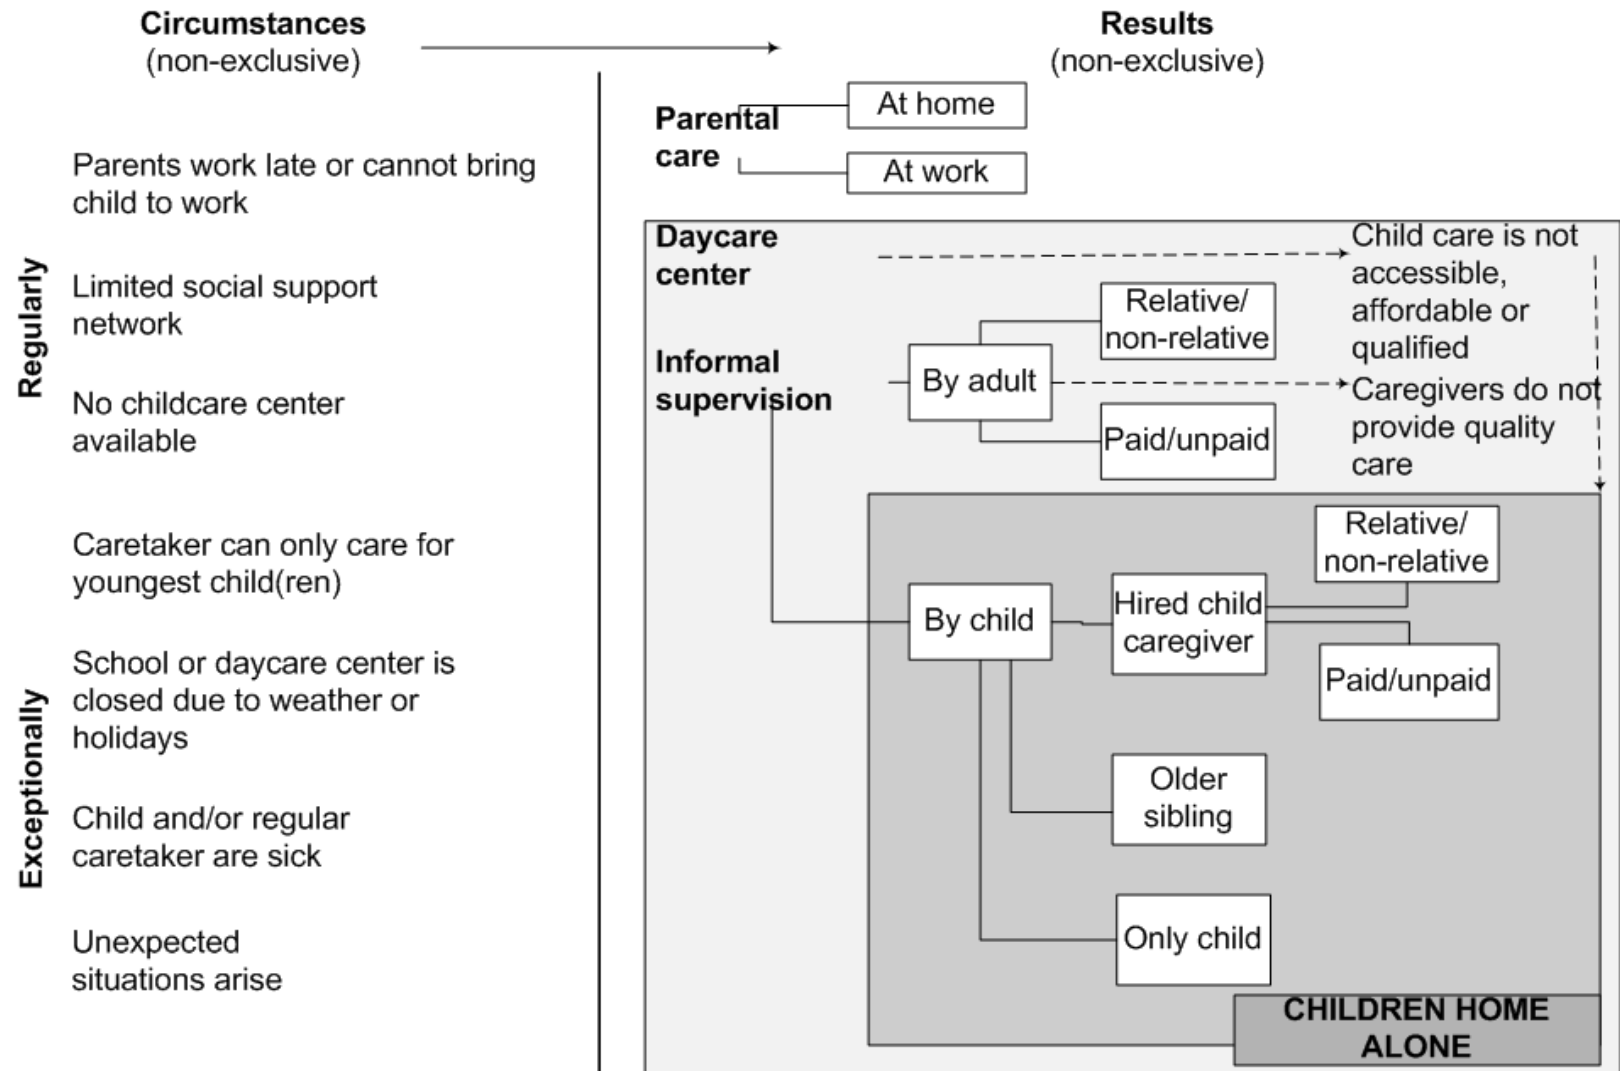 Circumstances
(non-exclusive)
Results
(non-exclusive)
Regularly
Parents work late or cannot bring
child to work
Limited social support
network
No childcare center
available
Exceptionally
Caretaker can only care for
youngest child(ren)
School or daycare center is
closed due to weather or
holidays
Child and/or regular
caretaker are sick
Unexpected
situations arise
Parental
care
At home
At work
Daycare
center
Child care is not
accessible,
affordable or
qualified
Informal
supervision
By adult
Relative/
non-relative
Paid/unpaid
Caregivers do not
provide quality
care
By child
Hired child
caregiver
Relative/
non-relative
Paid/unpaid
Older
sibling
Only child
CHILDREN HOME
ALONE